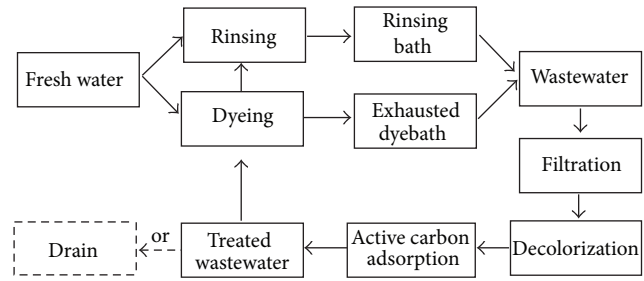 Fresh water
Rinsing
Rinsing
bath
Wastewater
Dyeing
Exhausted
dyebath
Filtration
Drain
or
Treated
wastewater
Active carbon
adsorption
Decolorization